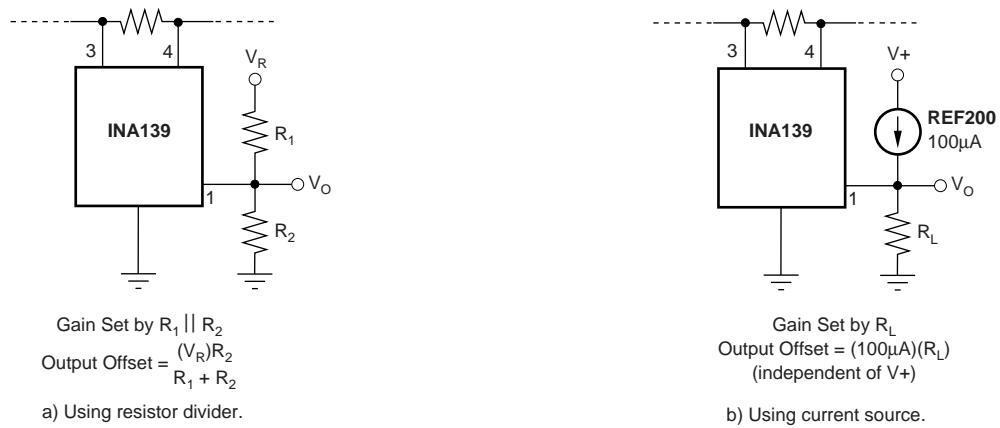 3 4
V_R
INA139
R_1
1
V_O
R_2
Gain Set by R_1 || R_2
Output Offset = (V_R)R_2
R_1 + R_2
a) Using resistor divider.
3 4
V+
INA139
REF200
100µA
1
V_O
R_L
Gain Set by R_L
Output Offset = (100µA)(R_L)
(independent of V+)
b) Using current source.